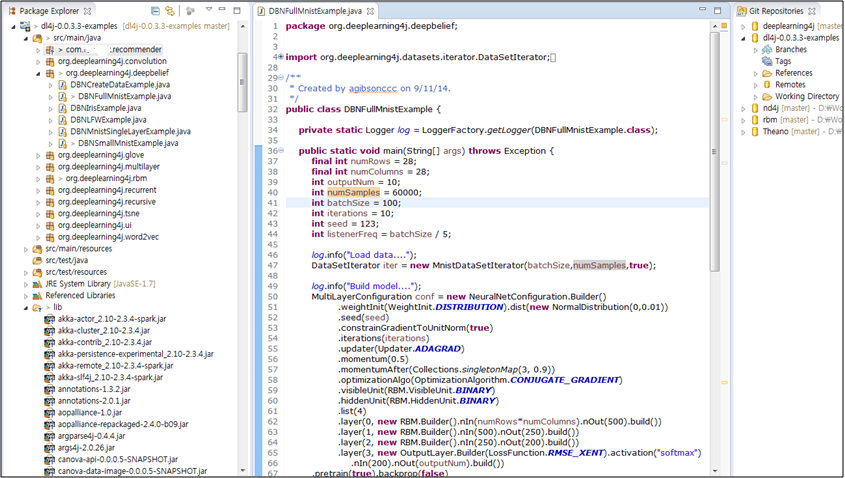 Package Explorer
dl4j-0.0.3.3-examples [dl4j-0.0.3.3-examples master]
src/main/java
> com. .recommender
org.deeplearning4j.convolution
> org.deeplearning4j.deepbelief
DBNCreateDataExample.java
> DBNFullMnistExample.java
DBNIrisExample.java
DBNLFWExample.java
DBNMnistSingleLayerExample.java
> DBNSmallMnistExample.java
org.deeplearning4j.glove
org.deeplearning4j.multilayer
> org.deeplearning4j.rbm
org.deeplearning4j.recurrent
org.deeplearning4j.recursive
org.deeplearning4j.tsne
org.deeplearning4j.ui
org.deeplearning4j.word2vec
src/main/resources
src/test/java
src/test/resources
JRE System Library [JavaSE-1.7]
Referenced Libraries
> lib
akka-actor_2.10-2.3.4-spark.jar
akka-cluster_2.10-2.3.4-spark.jar
akka-contrib_2.10-2.3.4-spark.jar
akka-persistence-experimental_2.10-2.3.4.jar
akka-remote_2.10-2.3.4-spark.jar
akka-slf4j_2.10-2.3.4-spark.jar
annotations-1.3.2.jar
annotations-2.0.1.jar
aopalliance-1.0.jar
aopalliance-repackaged-2.4.0-b09.jar
argparse4j-0.4.4.jar
args4j-2.0.26.jar
canova-api-0.0.0.5-SNAPSHOT.jar
canova-data-image-0.0.0.5-SNAPSHOT.jar
DBNFullMnistExample.java
1 package org.deeplearning4j.deepbelief;
2
3
4 import org.deeplearning4j.datasets.iterator.DataSetIterator;
28
29 /**
30 * Created by agibsonccc on 9/11/14.
31 */
32 public class DBNFullMnistExample {
33
34 private static Logger log = LoggerFactory.getLogger(DBNFullMnistExample.class);
35
36 public static void main(String[] args) throws Exception {
37 final int numRows = 28;
38 final int numColumns = 28;
39 int outputNum = 10;
40 int numSamples = 60000;
41 int batchSize = 100;
42 int iterations = 10;
43 int seed = 123;
44 int listenerFreq = batchSize / 5;
45
46 log.info("Load data....");
47 DataSetIterator iter = new MnistDataSetIterator(batchSize,numSamples,true);
48
49 log.info("Build model....");
50 MultiLayerConfiguration conf = new NeuralNetConfiguration.Builder()
51 .weightInit(WeightInit.DISTRIBUTION).dist(new NormalDistribution(0,0.01))
52 .seed(seed)
53 .constrainGradientToUnitNorm(true)
54 .iterations(iterations)
55 .updater(Updater.ADAGRAD)
56 .momentum(0.5)
57 .momentumAfter(Collections.singletonMap(3, 0.9))
58 .optimizationAlgo(OptimizationAlgorithm.CONJUGATE_GRADIENT)
59 .visibleUnit(RBM.VisibleUnit.BINARY)
60 .hiddenUnit(RBM.HiddenUnit.BINARY)
61 .list(4)
62 .layer(0, new RBM.Builder().nIn(numRows*numColumns).nOut(500).build())
63 .layer(1, new RBM.Builder().nIn(500).nOut(250).build())
64 .layer(2, new RBM.Builder().nIn(250).nOut(200).build())
65 .layer(3, new OutputLayer.Builder(LossFunction.RMSE_XENT).activation("softmax")
66 .nIn(200).nOut(outputNum).build())
67 .pretrain(true).backprop(false)
Git Repositories
deeplearning4j [master]
dl4j-0.0.3.3-examples
Branches
Tags
References
Remotes
Working Directory
nd4j [master] - D:₩Wo
rbm [master] - D:₩Wo
Theano [master] - D:₩